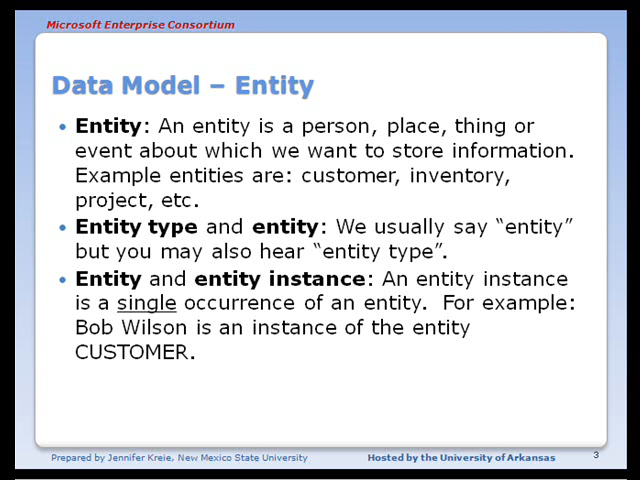 Microsoft Enterprise Consortium
Data Model – Entity
• Entity: An entity is a person, place, thing or
event about which we want to store information.
Example entities are: customer, inventory,
project, etc.
• Entity type and entity: We usually say “entity”
but you may also hear “entity type”.
• Entity and entity instance: An entity instance
is a single occurrence of an entity.  For example:
Bob Wilson is an instance of the entity
CUSTOMER.
Prepared by Jennifer Kreie, New Mexico State University
Hosted by the University of Arkansas
3